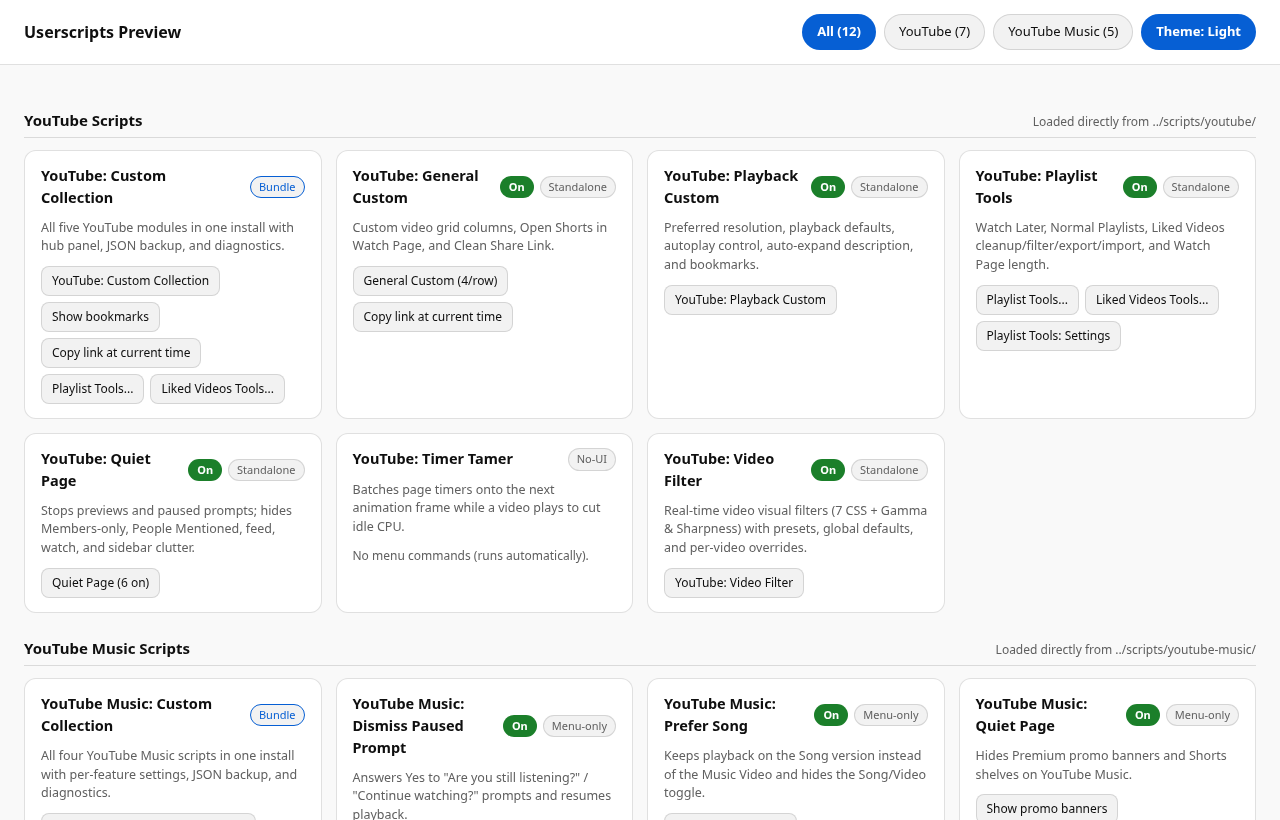 Userscripts Preview
All (12)
YouTube (7)
YouTube Music (5)
Theme: Light
YouTube Scripts
Loaded directly from ../scripts/youtube/
YouTube: Custom
Collection
Bundle
All five YouTube modules in one install with
hub panel, JSON backup, and diagnostics.
YouTube: Custom Collection
Show bookmarks
Copy link at current time
Playlist Tools...
Liked Videos Tools...
YouTube: General
Custom
On
Standalone
Custom video grid columns, Open Shorts in
Watch Page, and Clean Share Link.
General Custom (4/row)
Copy link at current time
YouTube: Playback
Custom
On
Standalone
Preferred resolution, playback defaults,
autoplay control, auto-expand description,
and bookmarks.
YouTube: Playback Custom
YouTube: Playlist
Tools
On
Standalone
Watch Later, Normal Playlists, Liked Videos
cleanup/filter/export/import, and Watch
Page length.
Playlist Tools...
Liked Videos Tools...
Playlist Tools: Settings
YouTube: Quiet
Page
On
Standalone
Stops previews and paused prompts; hides
Members-only, People Mentioned, feed,
watch, and sidebar clutter.
Quiet Page (6 on)
YouTube: Timer Tamer
No-UI
Batches page timers onto the next
animation frame while a video plays to cut
idle CPU.
No menu commands (runs automatically).
YouTube: Video
Filter
On
Standalone
Real-time video visual filters (7 CSS + Gamma
& Sharpness) with presets, global defaults,
and per-video overrides.
YouTube: Video Filter
YouTube Music Scripts
Loaded directly from ../scripts/youtube-music/
YouTube Music: Custom
Collection
Bundle
All four YouTube Music scripts in one install
with per-feature settings, JSON backup, and
diagnostics.
YouTube Music:
Dismiss Paused
Prompt
On
Menu-only
Answers Yes to "Are you still listening?" /
"Continue watching?" prompts and resumes
playback.
YouTube Music:
Prefer Song
On
Menu-only
Keeps playback on the Song version instead
of the Music Video and hides the Song/Video
toggle.
YouTube Music:
Quiet Page
On
Menu-only
Hides Premium promo banners and Shorts
shelves on YouTube Music.
Show promo banners